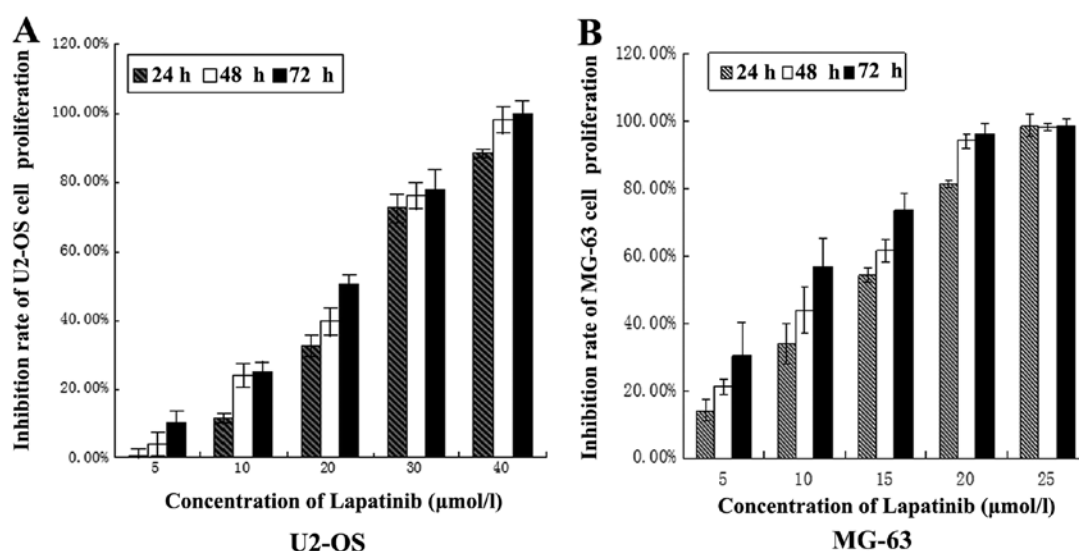 A
Inhibition rate of U2-OS cell proliferation
120.00%
100.00%
80.00%
60.00%
40.00%
20.00%
0.00%
24 h 48 h 72 h
5 10 20 30 40
Concentration of Lapatinib (µmol/l)
U2-OS
B
Inhibition rate of MG-63 cell proliferation
120.00%
100.00%
80.00%
60.00%
40.00%
20.00%
0.00%
24 h 48 h 72 h
5 10 15 20 25
Concentration of Lapatinib (µmol/l)
MG-63